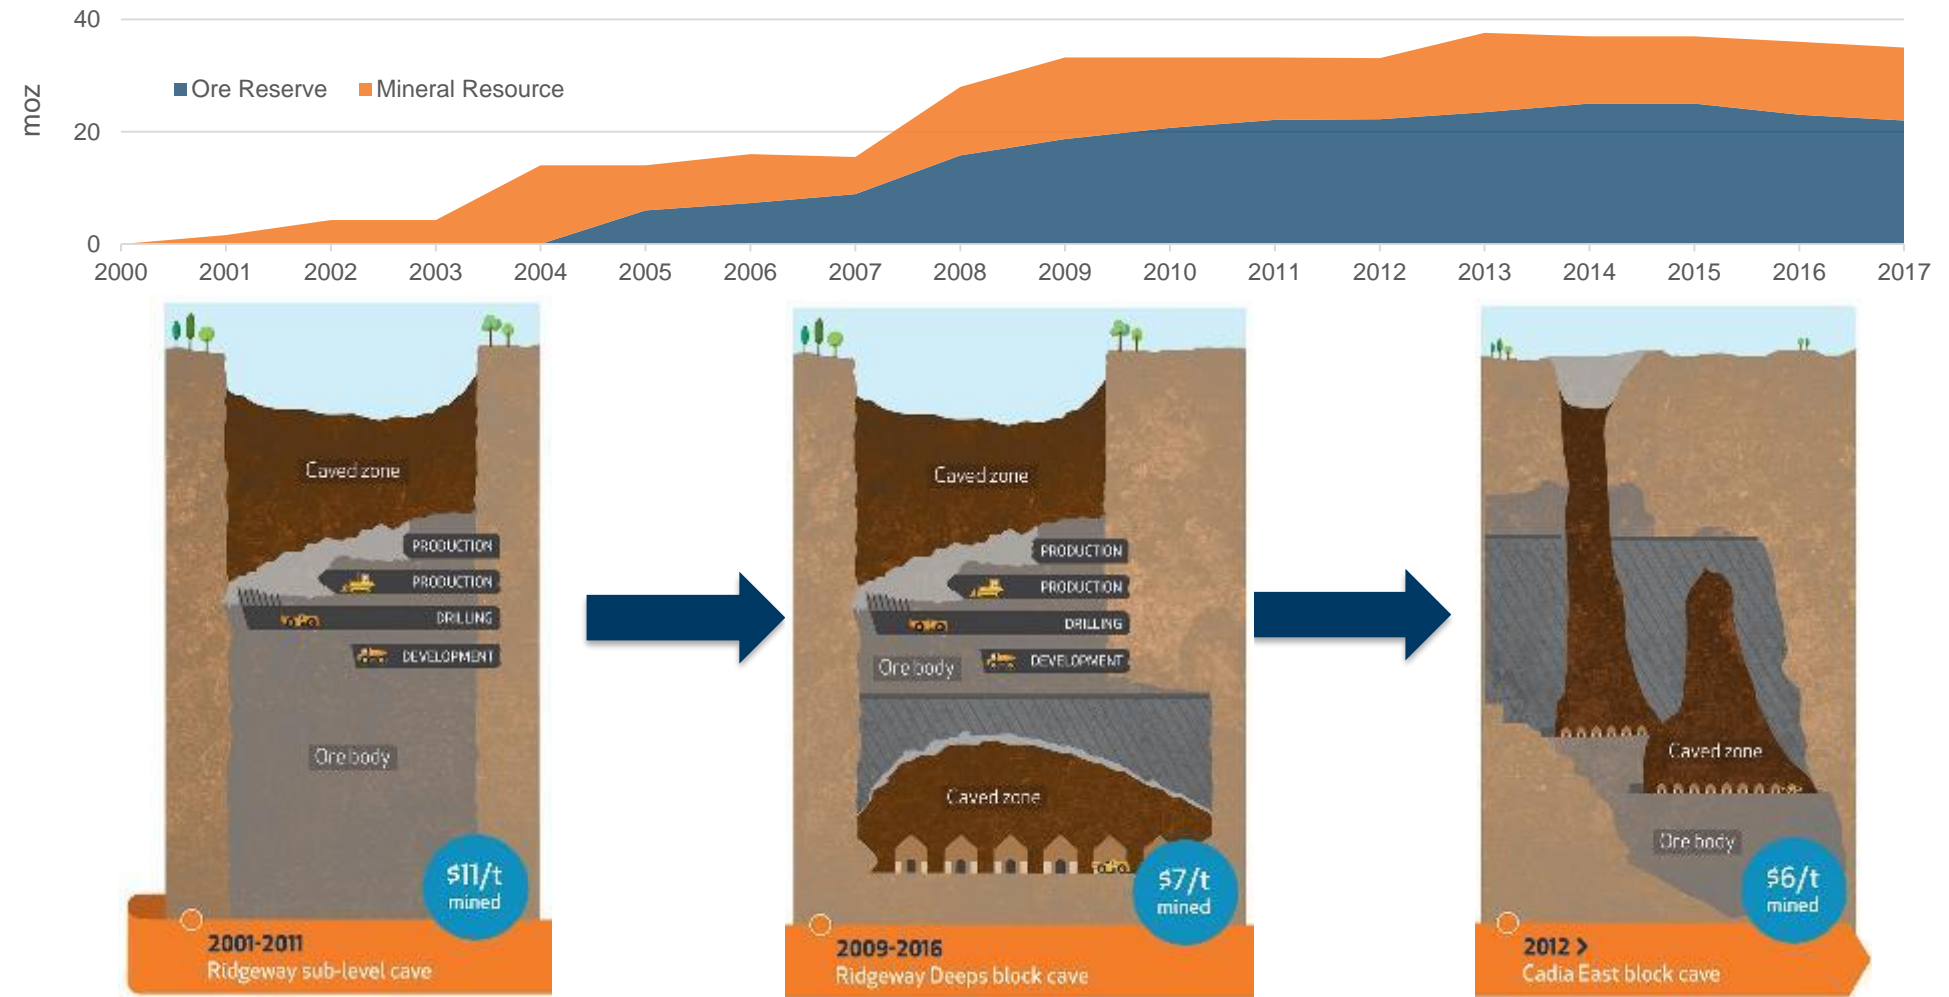 40
moz
Ore Reserve Mineral Resource
20
0
2000 2001 2002 2003 2004 2005 2006 2007 2008 2009 2010 2011 2012 2013 2014 2015 2016 2017
Caved zone
PRODUCTION
PRODUCTION
DRILLING
DEVELOPMENT
Ore body
$11/t
mined
2001-2011
Ridgeway sub-level cave
Caved zone
PRODUCTION
PRODUCTION
DRILLING
DEVELOPMENT
Ore body
Caved zone
$7/t
mined
2009-2016
Ridgeway Deeps block cave
Caved zone
Ore body
$6/t
mined
2012 >
Cadia East block cave